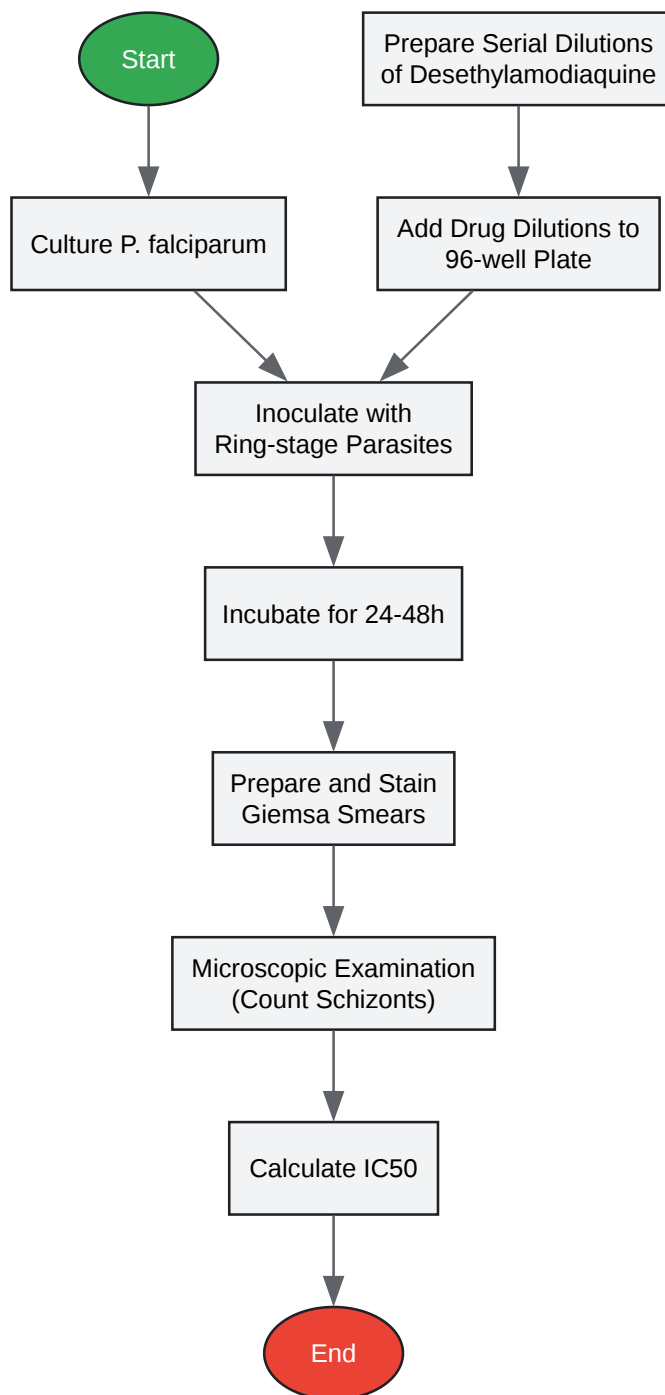 Start
Prepare Serial Dilutions
of Desethylamodiaquine
Culture P. falciparum
Add Drug Dilutions to
96-well Plate
Inoculate with
Ring-stage Parasites
Incubate for 24-48h
Prepare and Stain
Giemsa Smears
Microscopic Examination
(Count Schizonts)
Calculate IC50
End